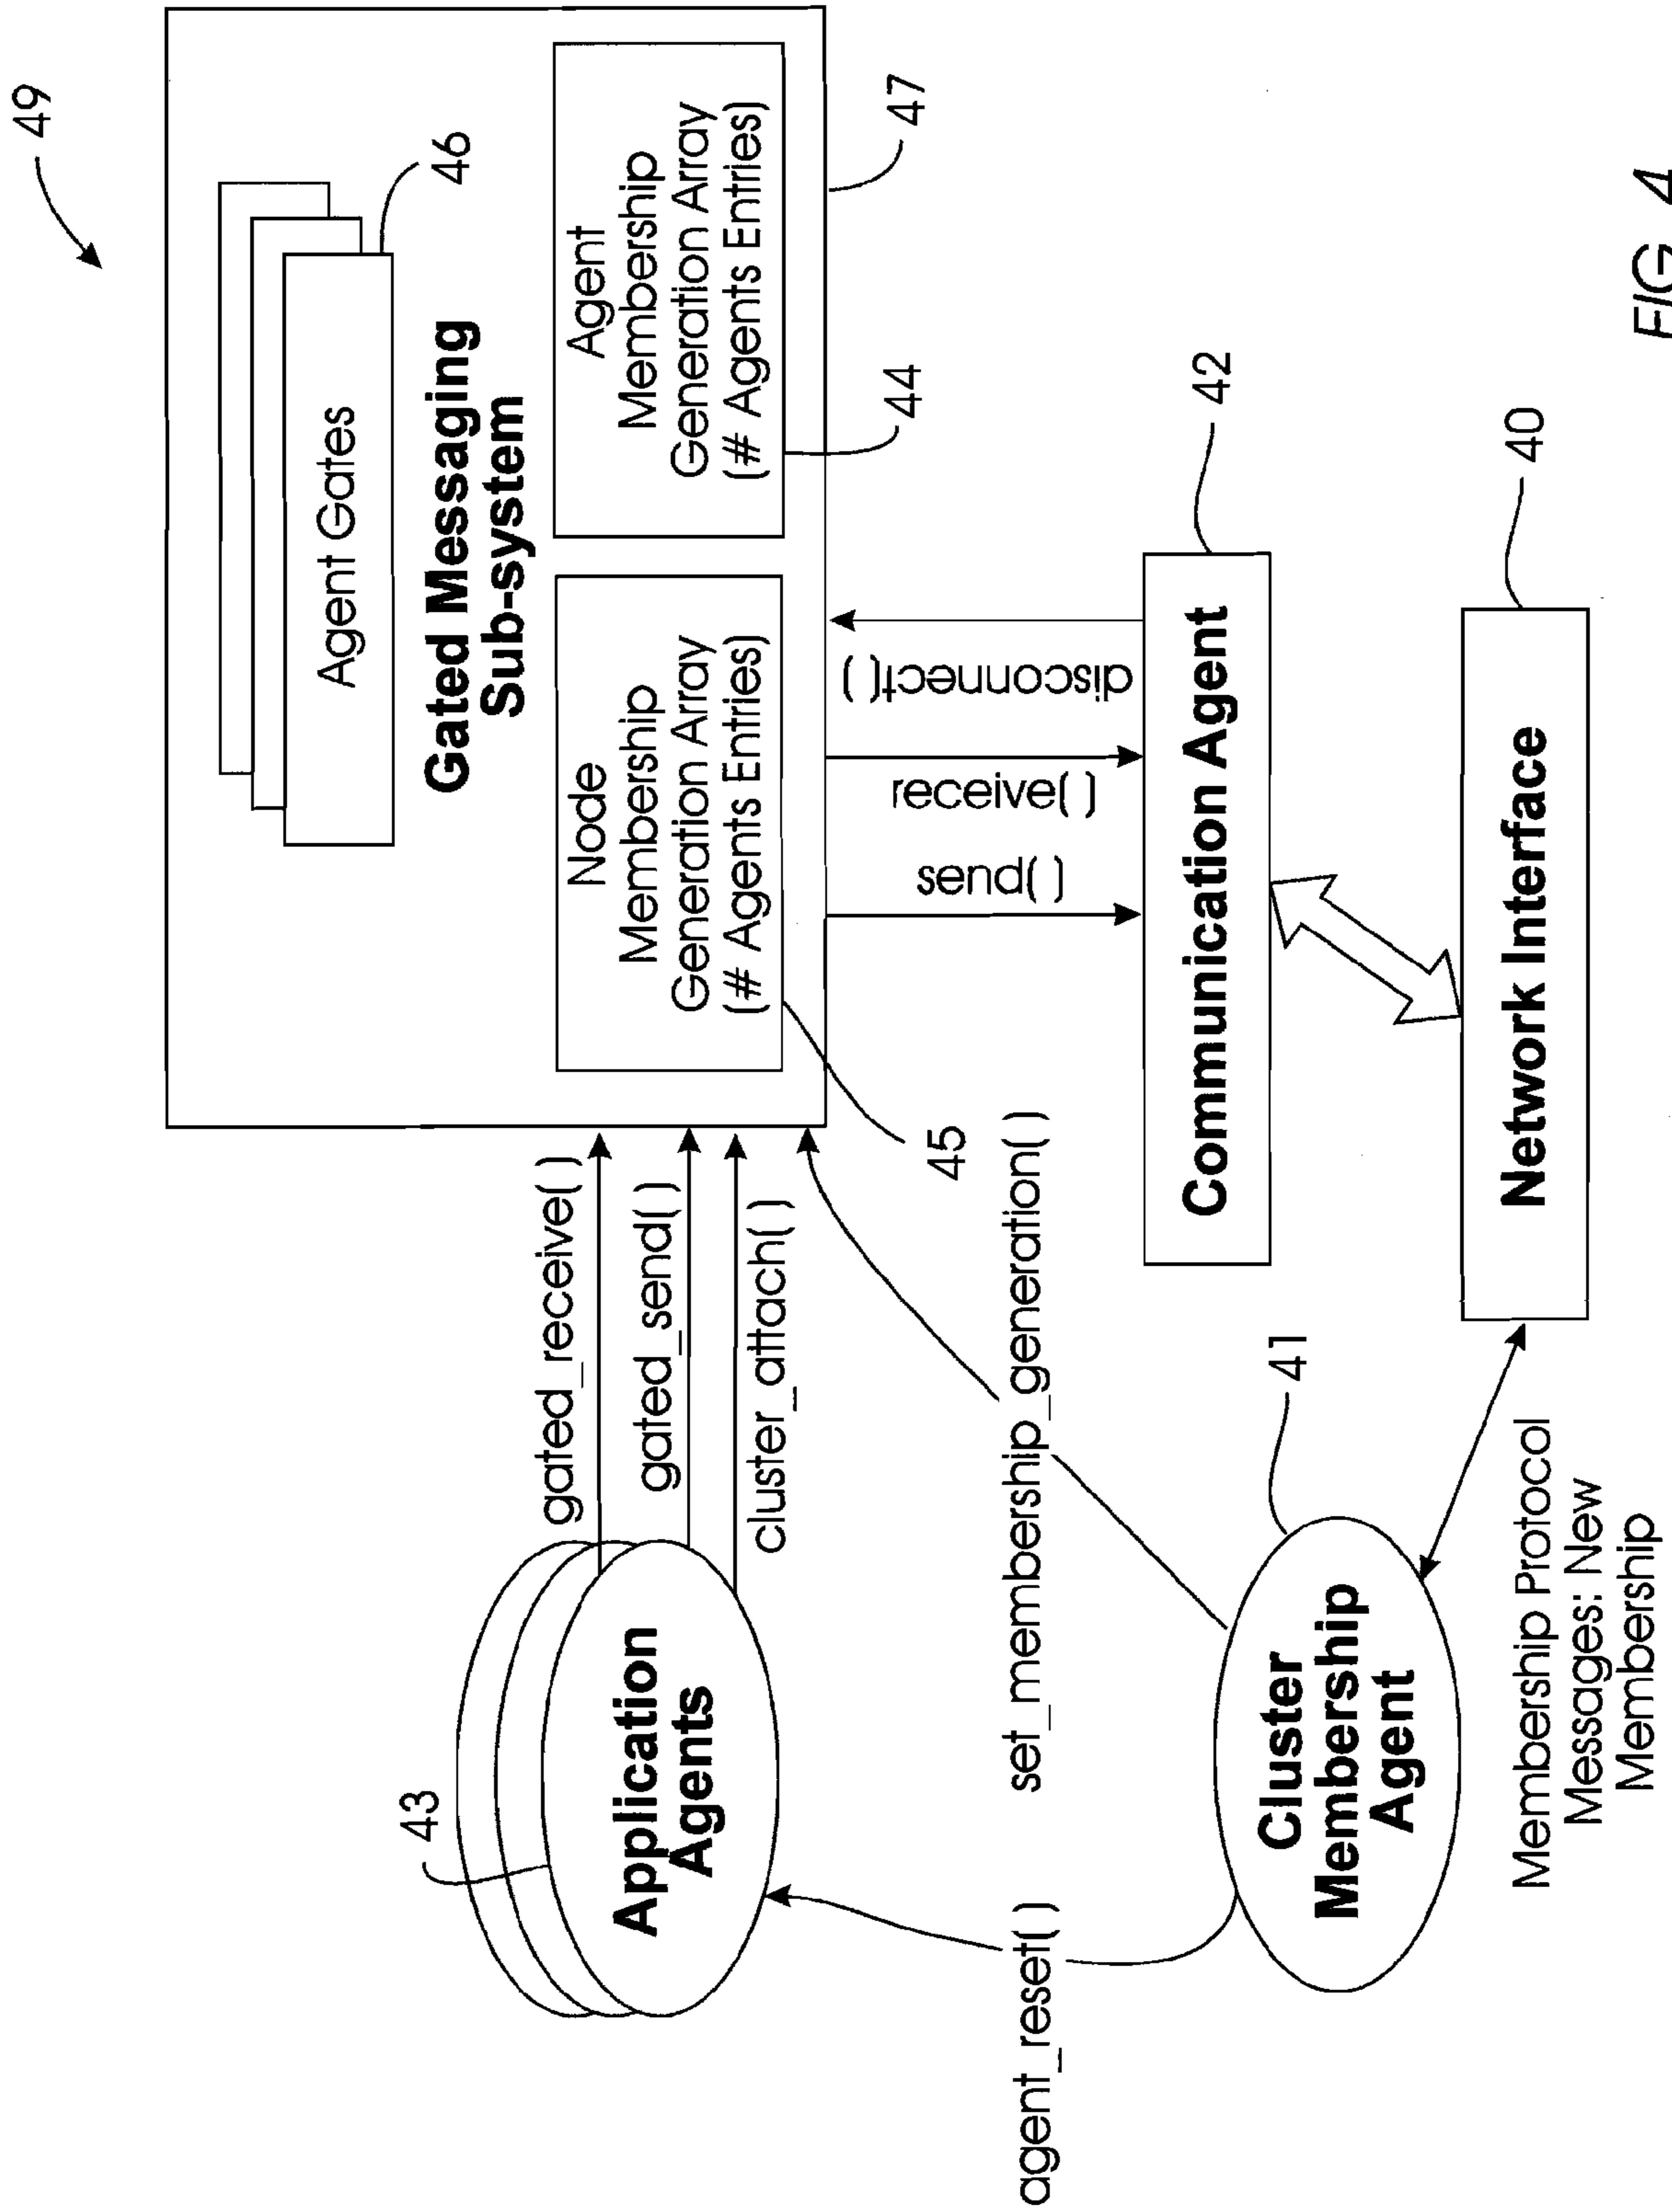 49
46
Agent Gates
Gated Messaging
Sub-system
Node
Membership
Generation Array
(# Agents Entries)
Agent
Membership
Generation Array
(# Agents Entries)
47
44
45
gated_receive( )
gated_send( )
cluster_attach( )
43
Application
Agents
send( )
receive( )
disconnect( )
set_membership_generation( )
agent_reset( )
42
Communication Agent
41
Cluster
Membership
Agent
40
Network Interface
Membership Protocol
Messages: New
Membership
FIG. 4